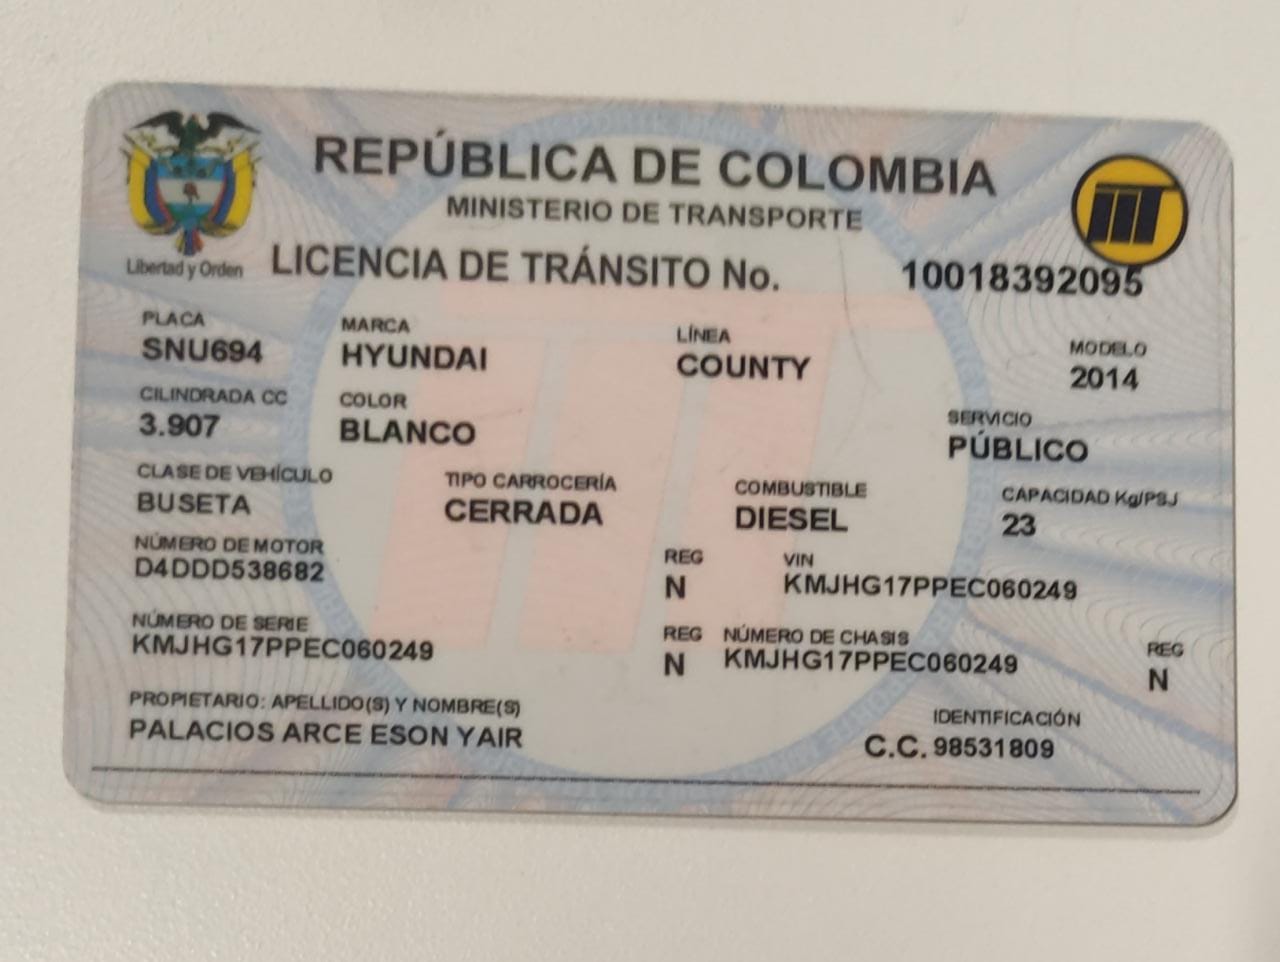 REPÚBLICA DE COLOMBIA
MINISTERIO DE TRANSPORTE
Libertad y Orden
LICENCIA DE TRÁNSITO No. 10018392095
PLACA MARCA LÍNEA MODELO
SNU694 HYUNDAI COUNTY 2014
CILINDRADA CC COLOR SERVICIO
3.907 BLANCO PÚBLICO
CLASE DE VEHÍCULO TIPO CARROCERÍA COMBUSTIBLE CAPACIDAD Kg/PSJ
BUSETA CERRADA DIESEL 23
NÚMERO DE MOTOR REG VIN
D4DDD538682 N KMJHG17PPEC060249
NÚMERO DE SERIE REG NÚMERO DE CHASIS REG
KMJHG17PPEC060249 N KMJHG17PPEC060249 N
PROPIETARIO: APELLIDO(S) Y NOMBRE(S) IDENTIFICACIÓN
PALACIOS ARCE ESON YAIR C.C. 98531809